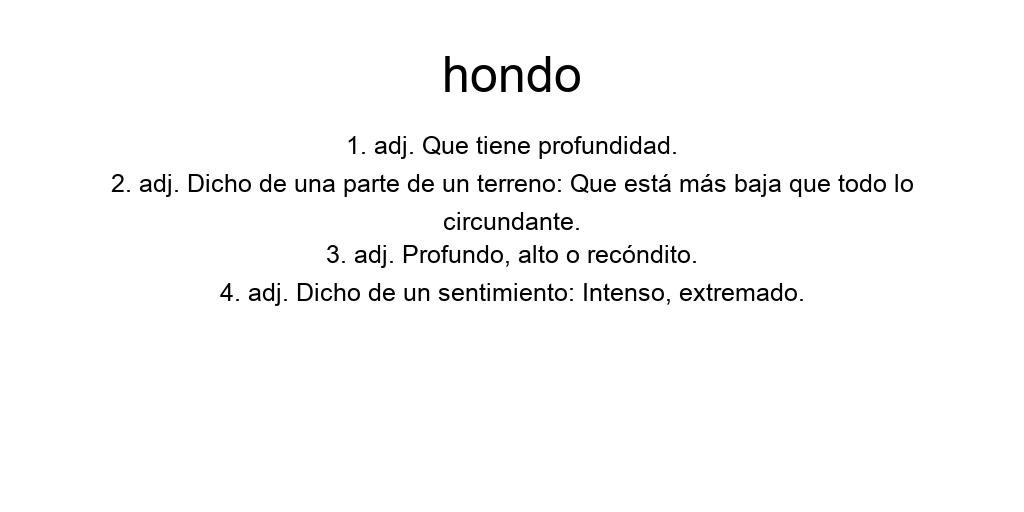 hondo
1. adj. Que tiene profundidad.
2. adj. Dicho de una parte de un terreno: Que está más baja que todo lo
circundante.
3. adj. Profundo, alto o recóndito.
4. adj. Dicho de un sentimiento: Intenso, extremado.